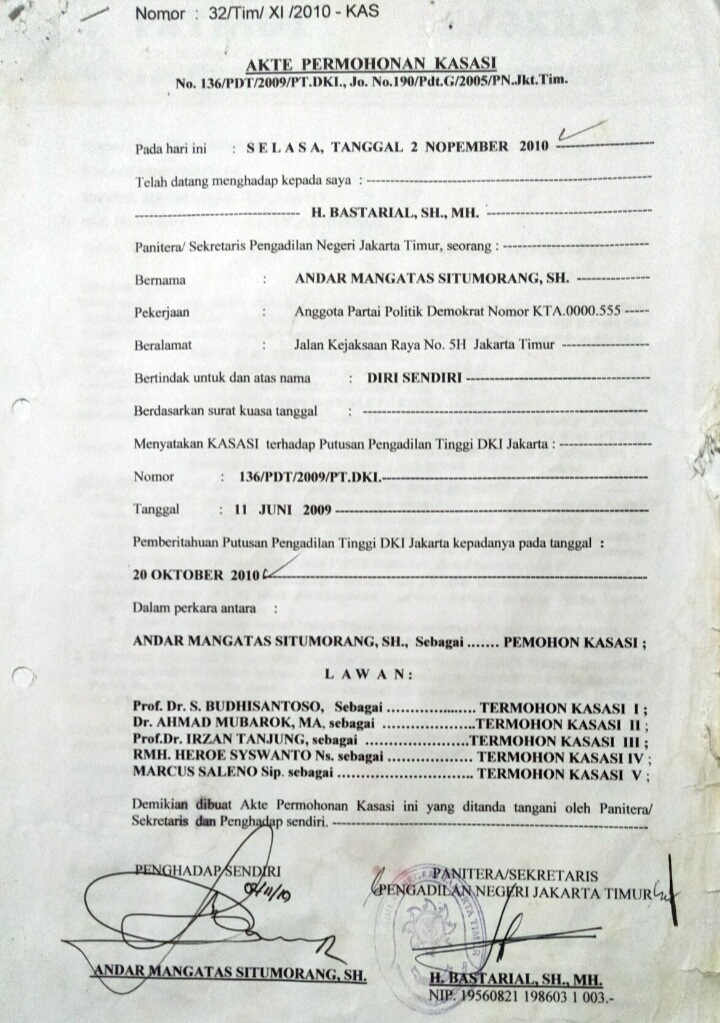 Nomor : 32/Tim/ XI /2010 - KAS
AKTE PERMOHONAN KASASI
No. 136/PDT/2009/PT.DKI., Jo. No.190/Pdt.G/2005/PN.Jkt.Tim.
Pada hari ini : S E L A S A, TANGGAL 2 NOPEMBER 2010 ---------------
Telah datang menghadap kepada saya : -----------------------------------------
-------------------------------- H. BASTARIAL, SH., MH. ---------------------------
Panitera/ Sekretaris Pengadilan Negeri Jakarta Timur, seorang : ------------------------
Bernama : ANDAR MANGATAS SITUMORANG, SH. ------------
Pekerjaan : Anggota Partai Politik Demokrat Nomor KTA.0000.555 -----
Beralamat : Jalan Kejaksaan Raya No. 5H Jakarta Timur --------------
Bertindak untuk dan atas nama : DIRI SENDIRI -----------------------------
Berdasarkan surat kuasa tanggal : ---------------------------------------------
Menyatakan KASASI terhadap Putusan Pengadilan Tinggi DKI Jakarta : ---------------
Nomor : 136/PDT/2009/PT.DKI.------------------------------------------
Tanggal : 11 JUNI 2009 --------------------------------------------------
Pemberitahuan Putusan Pengadilan Tinggi DKI Jakarta kepadanya pada tanggal :
20 OKTOBER 2010 ---------------------------------------------------------------
Dalam perkara antara :
ANDAR MANGATAS SITUMORANG, SH., Sebagai ....... PEMOHON KASASI ;
L A W A N :
Prof. Dr. S. BUDHISANTOSO, Sebagai .................... TERMOHON KASASI I ;
Dr. AHMAD MUBAROK, MA, sebagai ....................TERMOHON KASASI II ;
Prof.Dr. IRZAN TANJUNG, sebagai ......................TERMOHON KASASI III ;
RMH. HEROE SYSWANTO Ns. sebagai .................. TERMOHON KASASI IV ;
MARCUS SALENO Sip. sebagai ............................. TERMOHON KASASI V ;
Demikian dibuat Akte Permohonan Kasasi ini yang ditanda tangani oleh Panitera/
Sekretaris dan Penghadap sendiri. --------------------------------------------------
PENGHADAP SENDIRI
PANITERA/SEKRETARIS
PENGADILAN NEGERI JAKARTA TIMUR
ANDAR MANGATAS SITUMORANG, SH.
H. BASTARIAL, SH., MH.
NIP. 19560821 198603 1 003.-